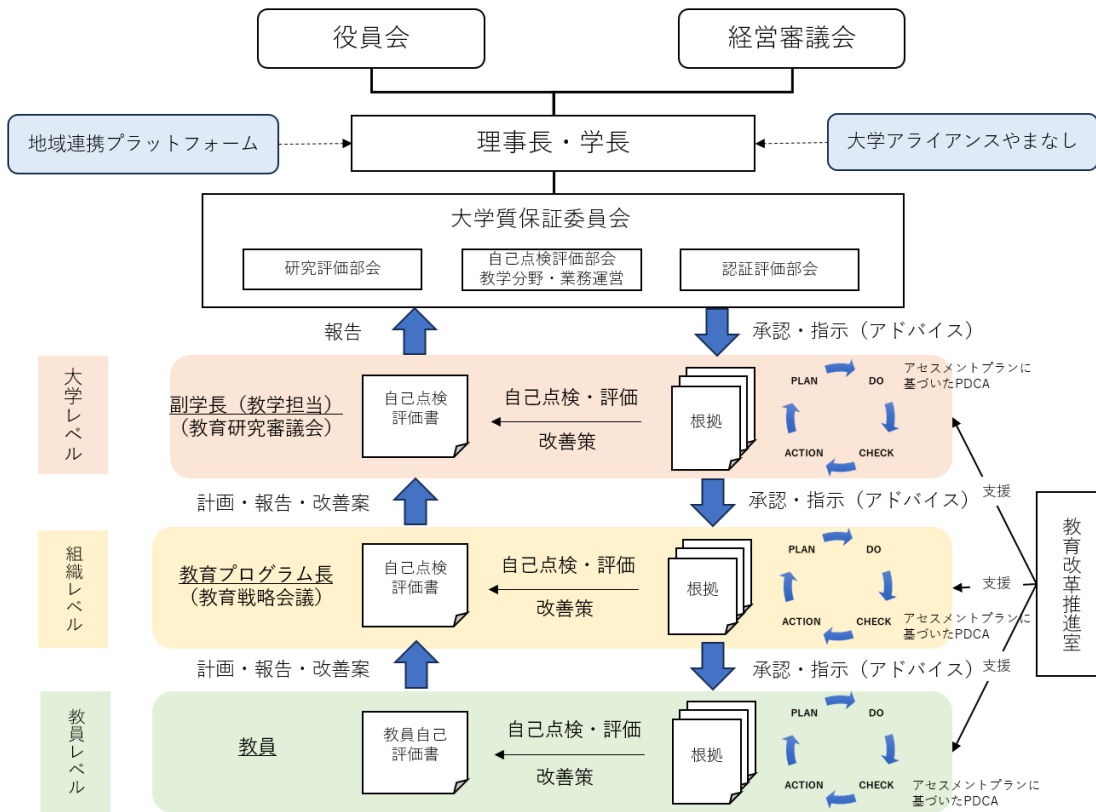 役員会
経営審議会
地域連携プラットフォーム
理事長・学長
大学アライアンスやまなし
大学質保証委員会
研究評価部会
自己点検評価部会
教学分野・業務運営
認証評価部会
報告
承認・指示（アドバイス）
大学レベル
副学長（教学担当）
（教育研究審議会）
自己点検
評価書
自己点検・評価
改善策
根拠
PLAN
DO
ACTION
CHECK
アセスメントプランに
基づいたPDCA
計画・報告・改善案
承認・指示（アドバイス）
支援
組織レベル
教育プログラム長
（教育戦略会議）
自己点検
評価書
自己点検・評価
改善策
根拠
PLAN
DO
ACTION
CHECK
アセスメントプランに
基づいたPDCA
支援
教育改革推進室
計画・報告・改善案
承認・指示（アドバイス）
支援
教員レベル
教員
教員自己
評価書
自己点検・評価
改善策
根拠
PLAN
DO
ACTION
CHECK
アセスメントプランに
基づいたPDCA